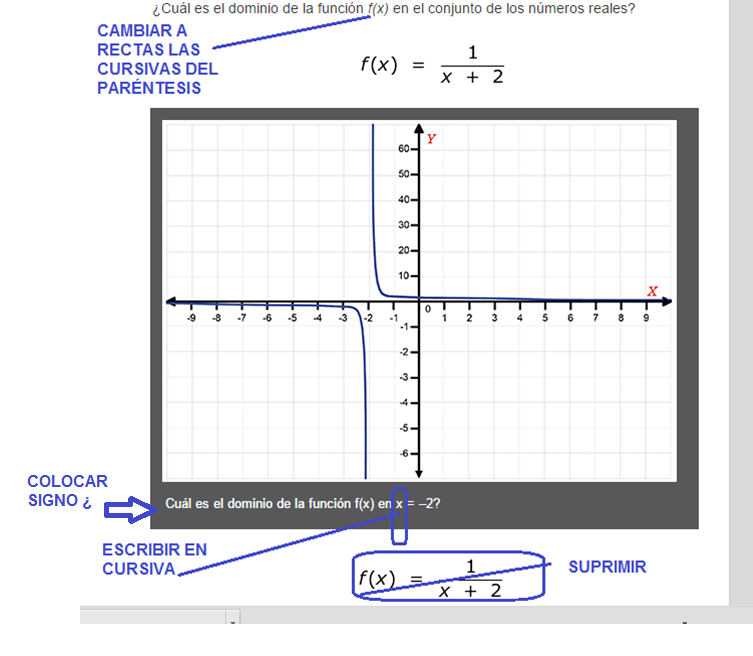 ¿Cuál es el dominio de la función f(x) en el conjunto de los números reales?
CAMBIAR A
RECTAS LAS
CURSIVAS DEL
PARÉNTESIS
f(x) = 1
x + 2
Y
60
50
40
30
20
10
X
-9 -8 -7 -6 -5 -4 -3 -2 -1 0 1 2 3 4 5 6 7 8 9
-1
-2
-3
-4
-5
-6
COLOCAR
SIGNO ¿
Cuál es el dominio de la función f(x) en x = –2?
ESCRIBIR EN
CURSIVA
f(x) = 1
x + 2
SUPRIMIR